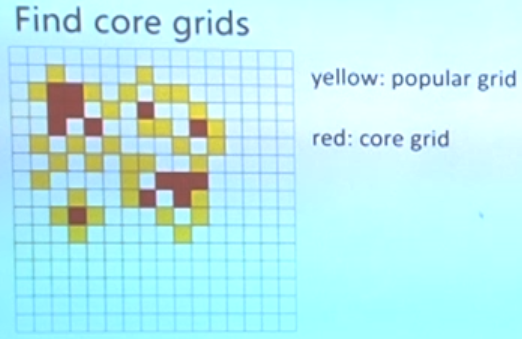 Find core grids
yellow: popular grid
red: core grid